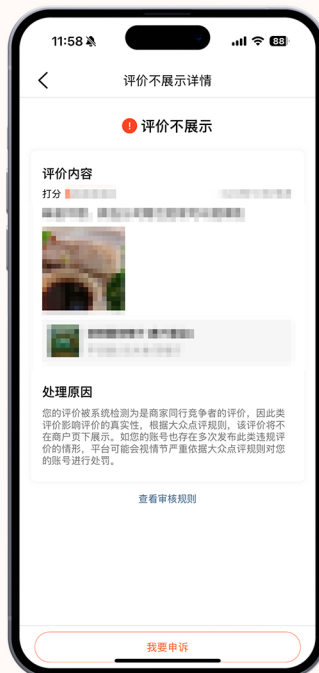 11:58
88
评价不展示详情
评价不展示
评价内容
打分
处理原因
您的评价被系统检测为是商家同行竞争者的评价，因此类
评价影响评价的真实性，根据大众点评规则，该评价将不
在商户页下展示。如您的账号也存在多次发布此类违规评
价的情形，平台可能会视情节严重依据大众点评规则对您
的账号进行处罚。
查看审核规则
我要申诉